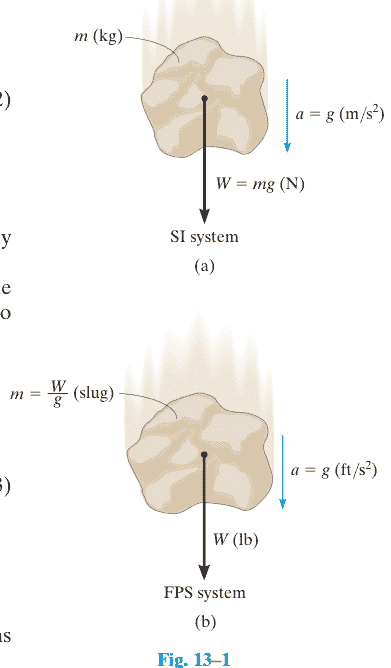 m (kg)
2)
a = g (m/s²)
W = mg (N)
SI system
y
(a)
e
o
m = W/g (slug)
a = g (ft/s²)
3)
W (lb)
FPS system
(b)
as
Fig. 13–1